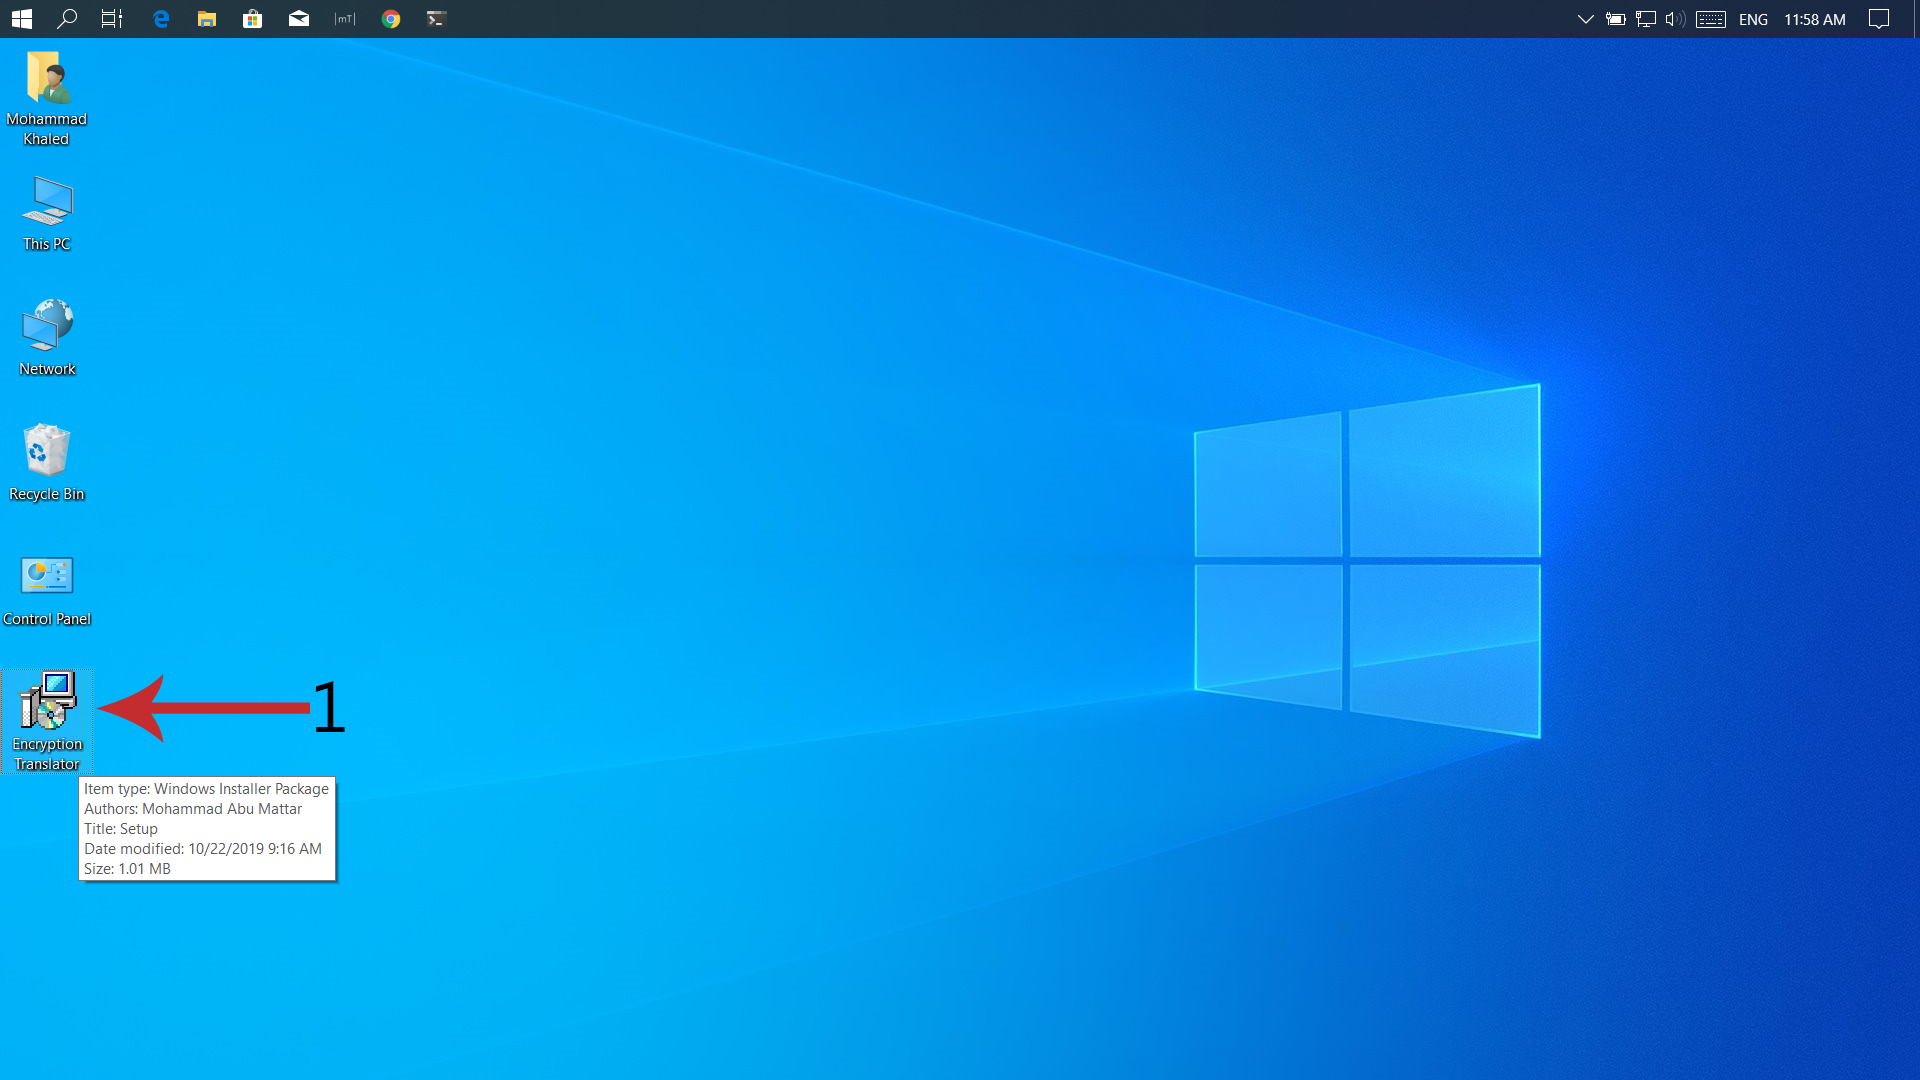 |mT|
ENG
11:58 AM
Mohammad
Khaled
This PC
Network
Recycle Bin
Control Panel
1
Encryption
Translator
Item type: Windows Installer Package
Authors: Mohammad Abu Mattar
Title: Setup
Date modified: 10/22/2019 9:16 AM
Size: 1.01 MB